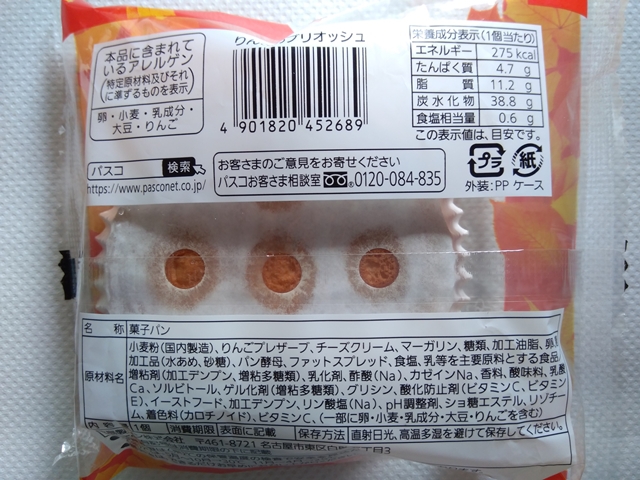 本品に含まれて
いるアレルゲン
(特定原材料及びそれ
に準ずるものを表示)
卵・小麦・乳成分・
大豆・りんご
ブリオッシュ
4 901820 452689
栄養成分表示(1個当たり)
エネルギー 275 kcal
たんぱく質 4.7 g
脂質 11.2 g
炭水化物 38.8 g
食塩相当量 0.6 g
この表示値は、目安です。
パスコ 検索
https://www.pasconet.co.jp/
お客さまのご意見をお寄せください
パスコお客さま相談室 0120-084-835
プラ 紙
外装:PP ケース
名称 菓子パン
原材料名
小麦粉(国内製造)、りんごプレザーブ、チーズクリーム、マーガリン、糖類、加工油脂、卵、
加工品(水あめ、砂糖)、パン酵母、ファットスプレッド、食塩、乳等を主要原料とする食品/
増粘剤(加工デンプン、増粘多糖類)、乳化剤、酢酸(Na)、カゼインNa、香料、酸味料、乳酸
Ca、ソルビトール、ゲル化剤(増粘多糖類)、グリシン、酸化防止剤(ビタミンC、ビタミン
E)、イーストフード、加工デンプン、リン酸塩(Na)、pH調整剤、ショ糖エステル、リゾチー
ム、着色料(カロチノイド)、ビタミンC、(一部に卵・小麦・乳成分・大豆・りんごを含む)
1個 消費期限 表面に記載 保存方法 直射日光、高温多湿を避けて保存してください。
〒461-8721 名古屋市東区白